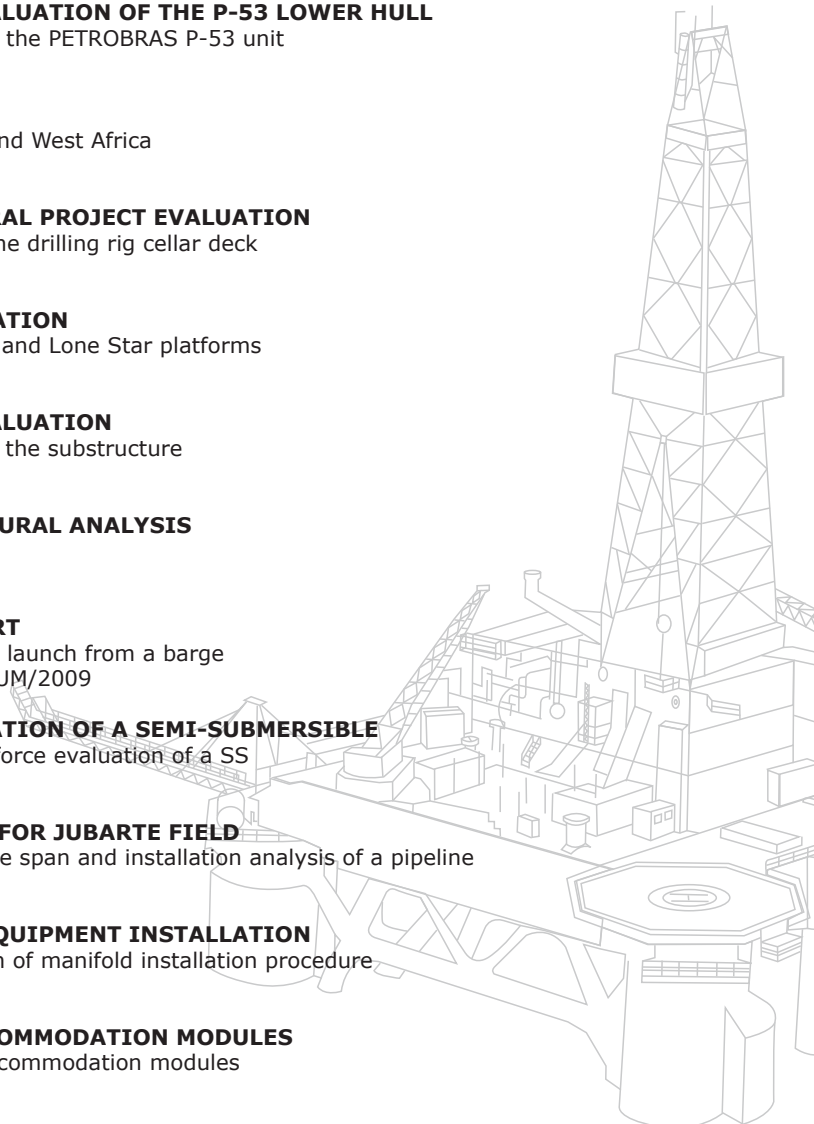 ALUATION OF THE P-53 LOWER HULL
the PETROBRAS P-53 unit
nd West Africa
RAL PROJECT EVALUATION
he drilling rig cellar deck
ATION
and Lone Star platforms
ALUATION
the substructure
URAL ANALYSIS
RT
launch from a barge
UM/2009
ATION OF A SEMI-SUBMERSIBLE
force evaluation of a SS
FOR JUBARTE FIELD
e span and installation analysis of a pipeline
QUIPMENT INSTALLATION
n of manifold installation procedure
OMMODATION MODULES
commodation modules
H